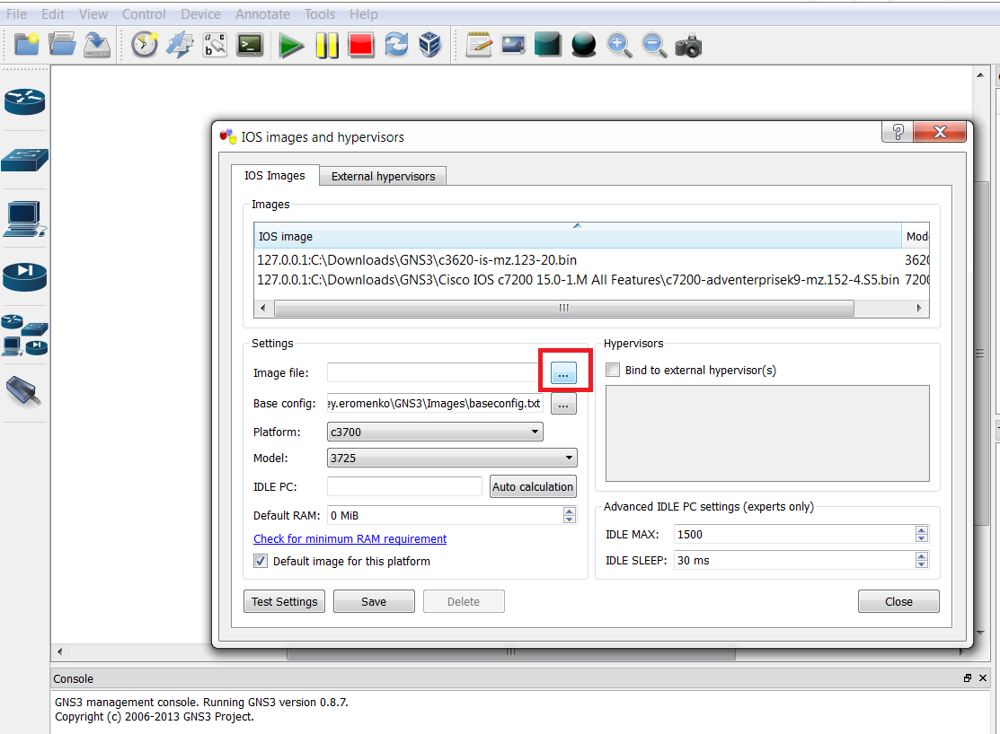 File Edit View Control Device Annotate Tools Help
IOS images and hypervisors
IOS Images External hypervisors
Images
IOS image Mod
127.0.0.1:C:\Downloads\GNS3\c3620-is-mz.123-20.bin 3620
127.0.0.1:C:\Downloads\GNS3\Cisco IOS c7200 15.0-1.M All Features\c7200-adventerprisek9-mz.152-4.S5.bin 7200
Settings
Image file: ...
Base config: ey.eromenko\GNS3\Images\baseconfig.txt ...
Platform: c3700
Model: 3725
IDLE PC: Auto calculation
Default RAM: 0 MiB
Check for minimum RAM requirement
Default image for this platform
Test Settings Save Delete
Hypervisors
Bind to external hypervisor(s)
Advanced IDLE PC settings (experts only)
IDLE MAX: 1500
IDLE SLEEP: 30 ms
Close
Console
GNS3 management console. Running GNS3 version 0.8.7.
Copyright (c) 2006-2013 GNS3 Project.